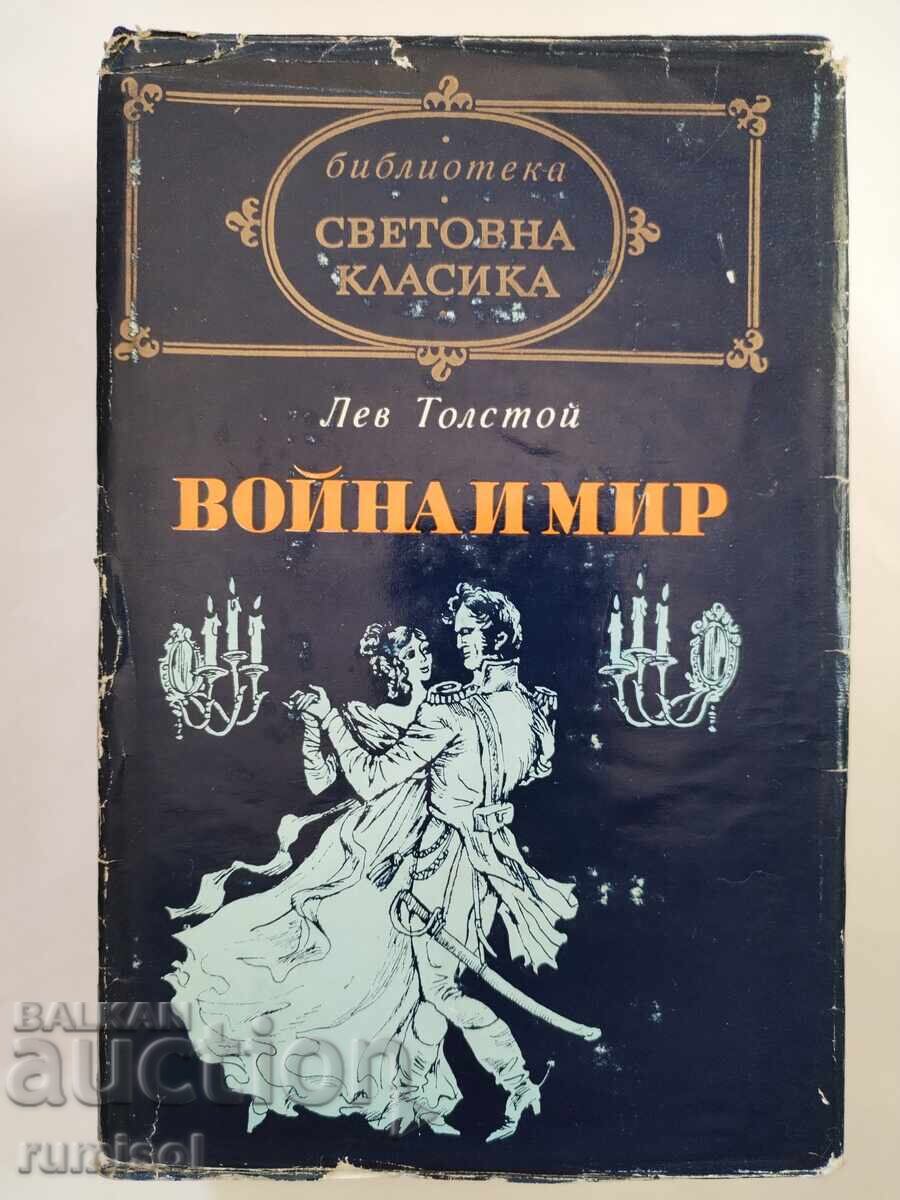 библиотека
СВЕТОВНА
КЛАСИКА
Лев Толстой
ВОЙНА И МИР
BALKAN
auction
rumisol